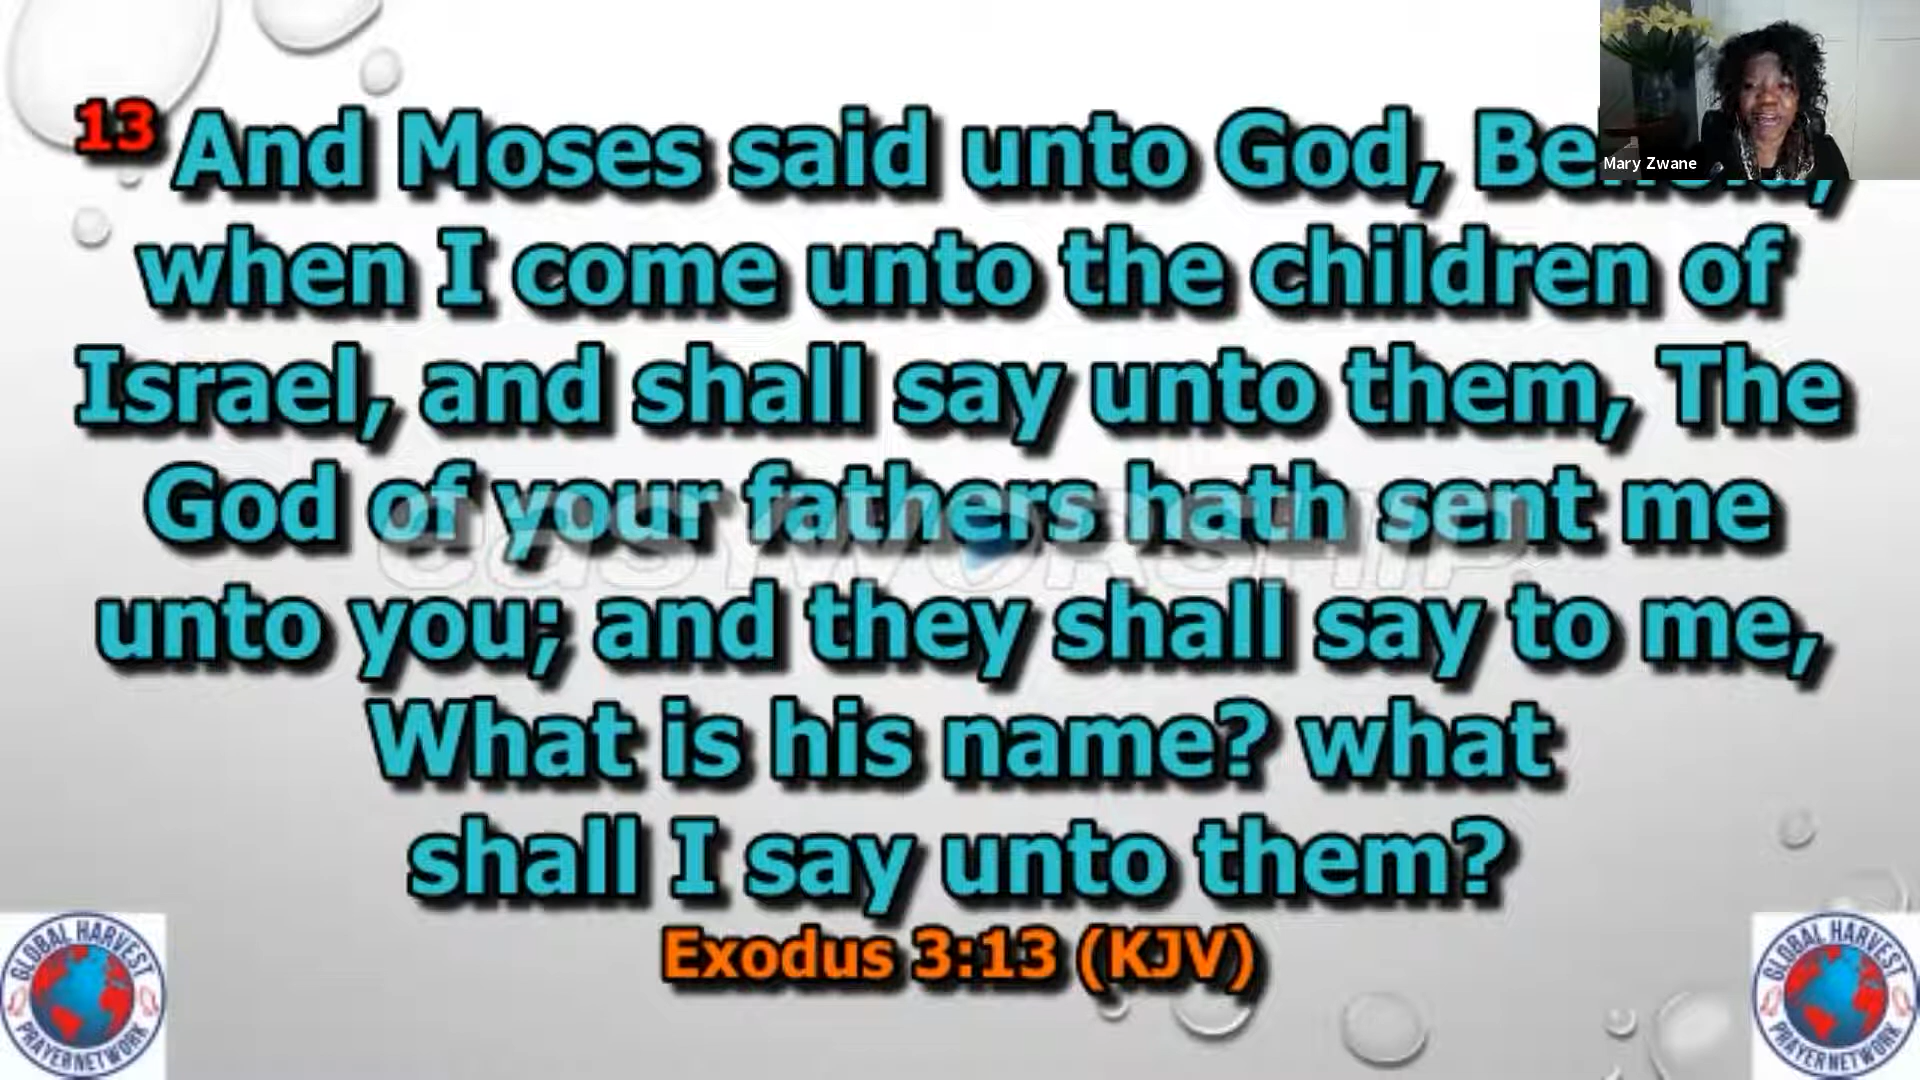 13 And Moses said unto God, Behold,
Mary Zwane
when I come unto the children of
Israel, and shall say unto them, The
God of your fathers hath sent me
easyWORSHIP
unto you; and they shall say to me,
What is his name? what
shall I say unto them?
Exodus 3:13 (KJV)
GLOBAL HARVEST
PRAYER NETWORK
GLOBAL HARVEST
PRAYER NETWORK